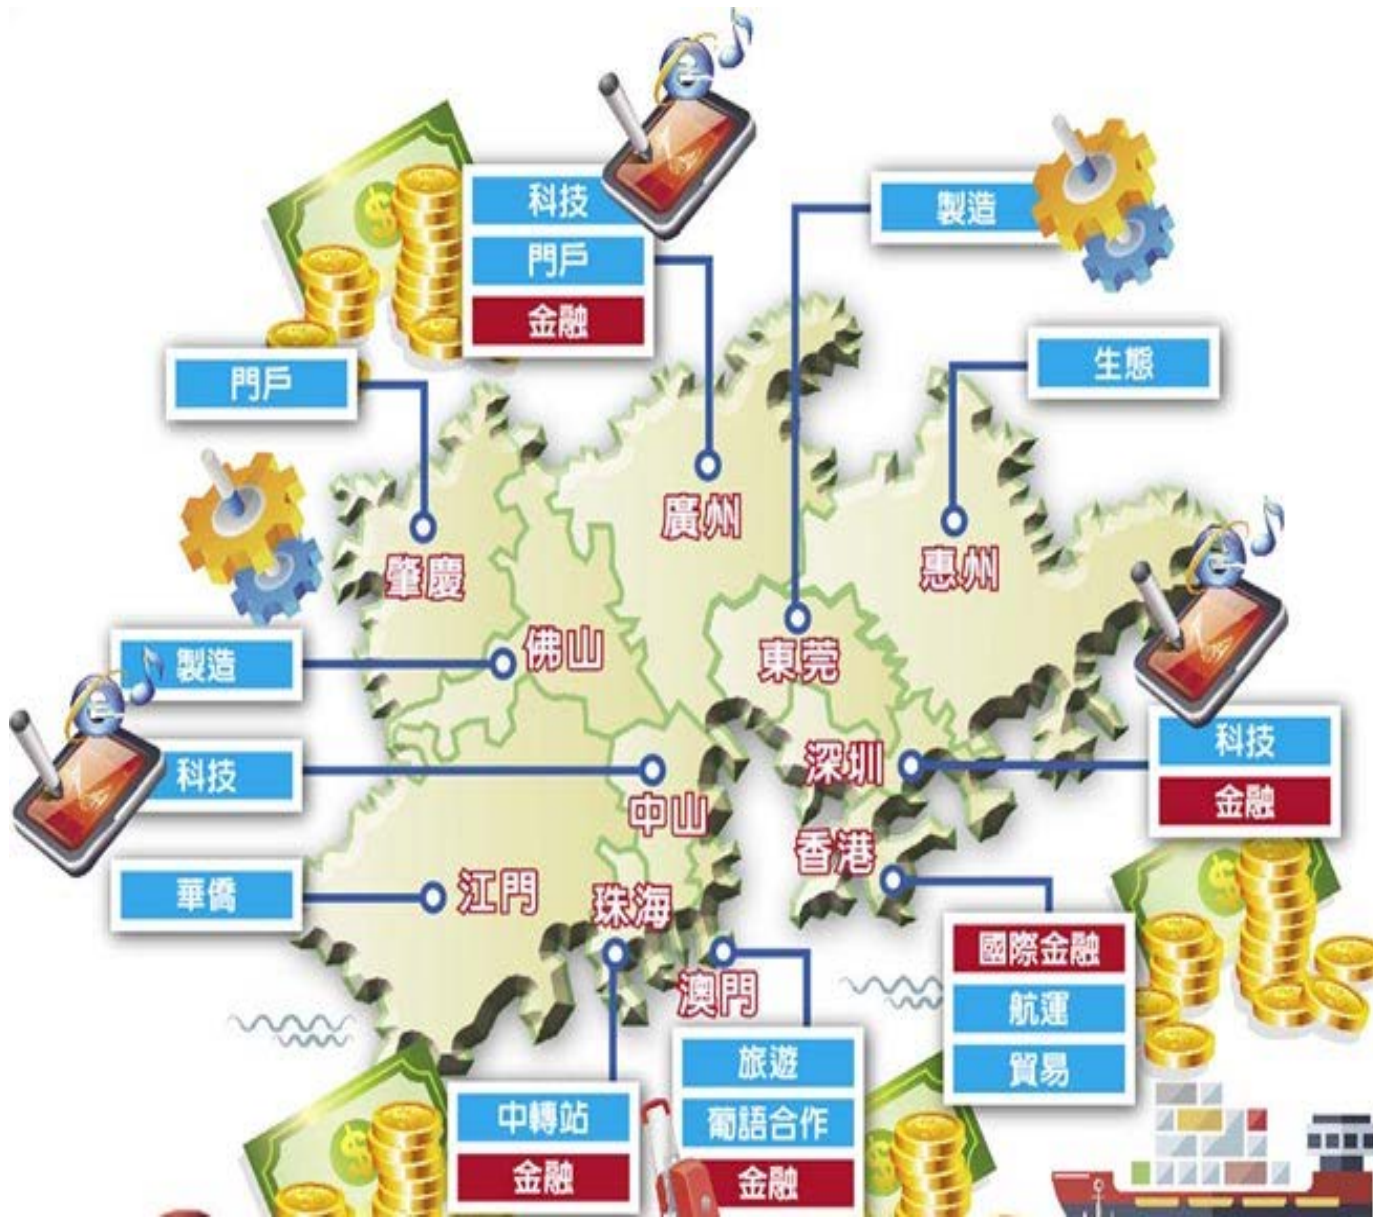 科技
門戶
金融
製造
門戶
生態
廣州
肇慶
惠州
佛山
東莞
製造
科技
深圳
科技
金融
中山
香港
華僑
江門
珠海
澳門
國際金融
航運
貿易
旅遊
葡語合作
金融
中轉站
金融